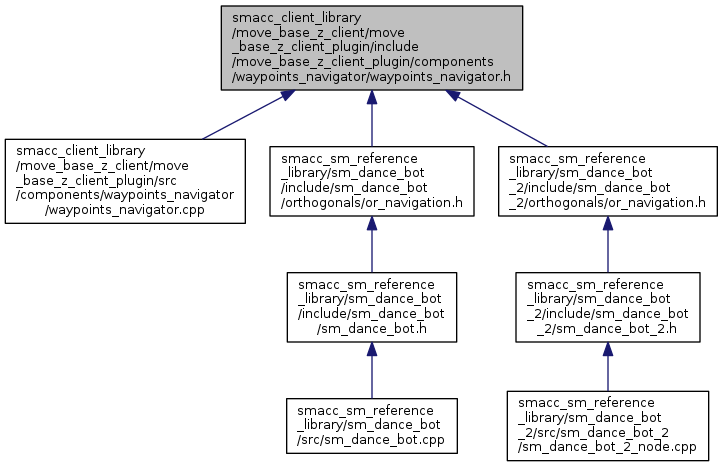 smacc_client_library
/move_base_z_client/move
_base_z_client_plugin/include
/move_base_z_client_plugin/components
/waypoints_navigator/waypoints_navigator.h
smacc_client_library
/move_base_z_client/move
_base_z_client_plugin/src
/components/waypoints_navigator
/waypoints_navigator.cpp
smacc_sm_reference
_library/sm_dance_bot
/include/sm_dance_bot
/orthogonals/or_navigation.h
smacc_sm_reference
_library/sm_dance_bot
_2/include/sm_dance_bot
_2/orthogonals/or_navigation.h
smacc_sm_reference
_library/sm_dance_bot
/include/sm_dance_bot
/sm_dance_bot.h
smacc_sm_reference
_library/sm_dance_bot
_2/include/sm_dance_bot
_2/sm_dance_bot_2.h
smacc_sm_reference
_library/sm_dance_bot
/src/sm_dance_bot.cpp
smacc_sm_reference
_library/sm_dance_bot
_2/src/sm_dance_bot_2
/sm_dance_bot_2_node.cpp